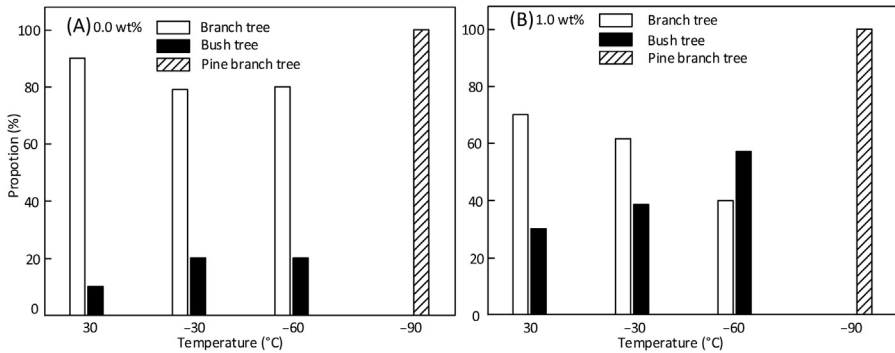 (A) 0.0 wt%
Branch tree
Bush tree
Pine branch tree
Propotion (%)
100
80
60
40
20
0
30
–30
–60
–90
Temperature (°C)
(B) 1.0 wt%
Branch tree
Bush tree
Pine branch tree
100
80
60
40
20
0
30
–30
–60
–90
Temperature (°C)